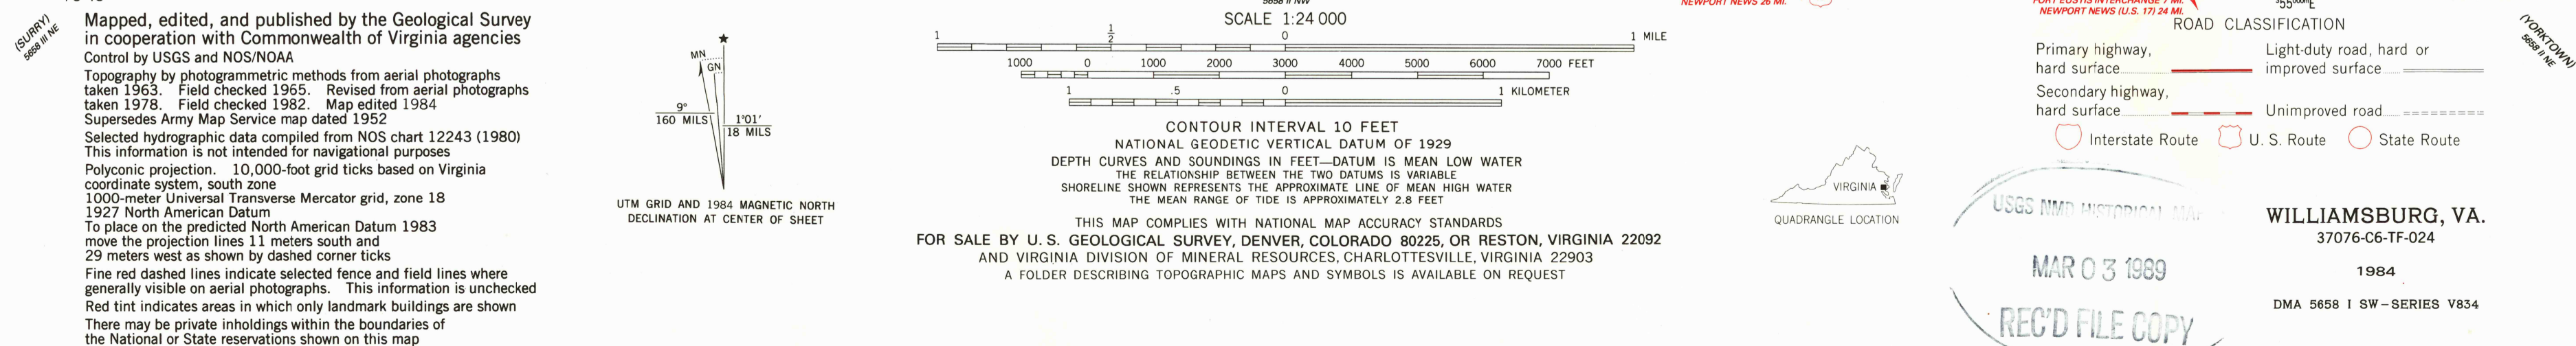 (SURRY)
5658 III NE
Mapped, edited, and published by the Geological Survey
in cooperation with Commonwealth of Virginia agencies
Control by USGS and NOS/NOAA
Topography by photogrammetric methods from aerial photographs
taken 1963. Field checked 1965. Revised from aerial photographs
taken 1978. Field checked 1982. Map edited 1984
Supersedes Army Map Service map dated 1952
Selected hydrographic data compiled from NOS chart 12243 (1980)
This information is not intended for navigational purposes
Polyconic projection. 10,000-foot grid ticks based on Virginia
coordinate system, south zone
1000-meter Universal Transverse Mercator grid, zone 18
1927 North American Datum
To place on the predicted North American Datum 1983
move the projection lines 11 meters south and
29 meters west as shown by dashed corner ticks
Fine red dashed lines indicate selected fence and field lines where
generally visible on aerial photographs. This information is unchecked
Red tint indicates areas in which only landmark buildings are shown
There may be private inholdings within the boundaries of
the National or State reservations shown on this map
MN
GN
9°
160 MILS
1°01′
18 MILS
UTM GRID AND 1984 MAGNETIC NORTH
DECLINATION AT CENTER OF SHEET
5658 II NW
SCALE 1:24 000
1 ½ 0 1 MILE
1000 0 1000 2000 3000 4000 5000 6000 7000 FEET
1 .5 0 1 KILOMETER
CONTOUR INTERVAL 10 FEET
NATIONAL GEODETIC VERTICAL DATUM OF 1929
DEPTH CURVES AND SOUNDINGS IN FEET—DATUM IS MEAN LOW WATER
THE RELATIONSHIP BETWEEN THE TWO DATUMS IS VARIABLE
SHORELINE SHOWN REPRESENTS THE APPROXIMATE LINE OF MEAN HIGH WATER
THE MEAN RANGE OF TIDE IS APPROXIMATELY 2.8 FEET
THIS MAP COMPLIES WITH NATIONAL MAP ACCURACY STANDARDS
FOR SALE BY U. S. GEOLOGICAL SURVEY, DENVER, COLORADO 80225, OR RESTON, VIRGINIA 22092
AND VIRGINIA DIVISION OF MINERAL RESOURCES, CHARLOTTESVILLE, VIRGINIA 22903
A FOLDER DESCRIBING TOPOGRAPHIC MAPS AND SYMBOLS IS AVAILABLE ON REQUEST
NEWPORT NEWS 26 MI.
VIRGINIA
QUADRANGLE LOCATION
FORT EUSTIS INTERCHANGE 7 MI.
NEWPORT NEWS (U.S. 17) 24 MI.
ROAD CLASSIFICATION
Primary highway,
hard surface
Secondary highway,
hard surface
Light-duty road, hard or
improved surface
Unimproved road
Interstate Route
U. S. Route
State Route
USGS NMD HISTORICAL MAP
MAR 03 1989
REC'D FILE COPY
WILLIAMSBURG, VA.
37076-C6-TF-024
1984
DMA 5658 I SW-SERIES V834
(YORKTOWN)
5658 II NE